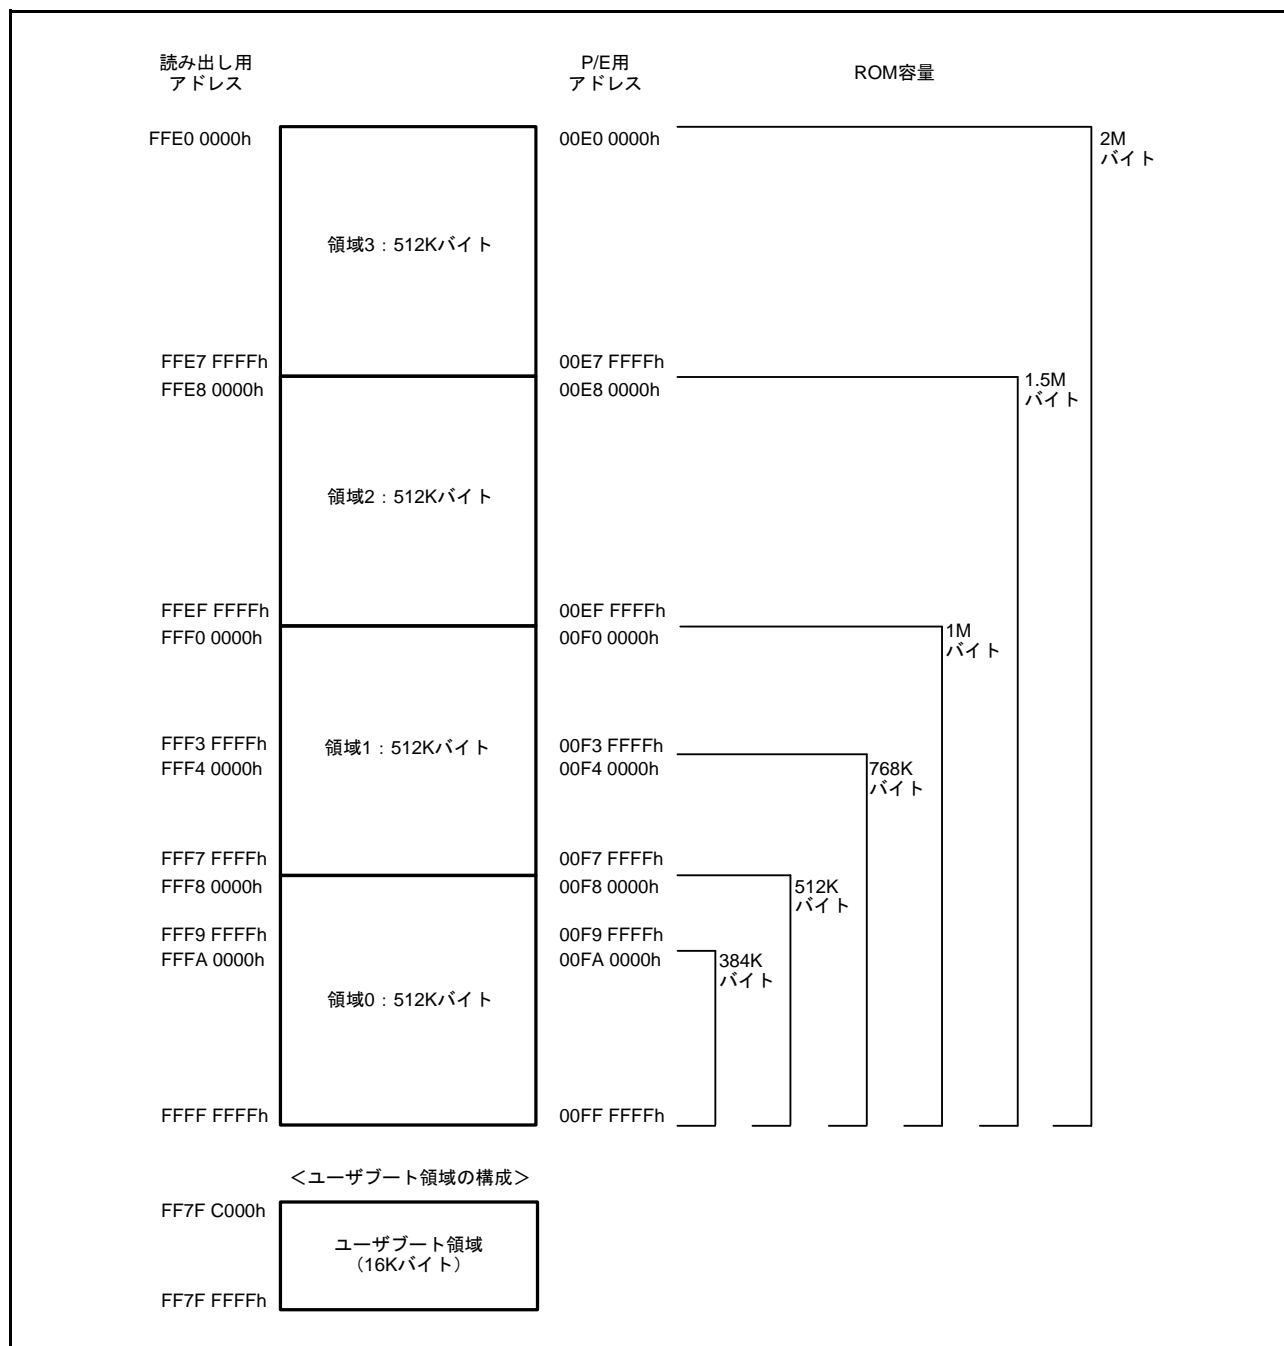 読み出し用
アドレス
P/E用
アドレス
ROM容量
FFE0 0000h
00E0 0000h
2M
バイト
領域3：512Kバイト
FFE7 FFFFh
00E7 FFFFh
FFE8 0000h
00E8 0000h
1.5M
バイト
領域2：512Kバイト
FFEF FFFFh
00EF FFFFh
FFF0 0000h
00F0 0000h
1M
バイト
FFF3 FFFFh
領域1：512Kバイト
00F3 FFFFh
FFF4 0000h
00F4 0000h
768K
バイト
FFF7 FFFFh
00F7 FFFFh
FFF8 0000h
00F8 0000h
512K
バイト
FFF9 FFFFh
00F9 FFFFh
FFFA 0000h
00FA 0000h
384K
バイト
領域0：512Kバイト
FFFF FFFFh
00FF FFFFh
＜ユーザブート領域の構成＞
FF7F C000h
ユーザブート領域
（16Kバイト）
FF7F FFFFh